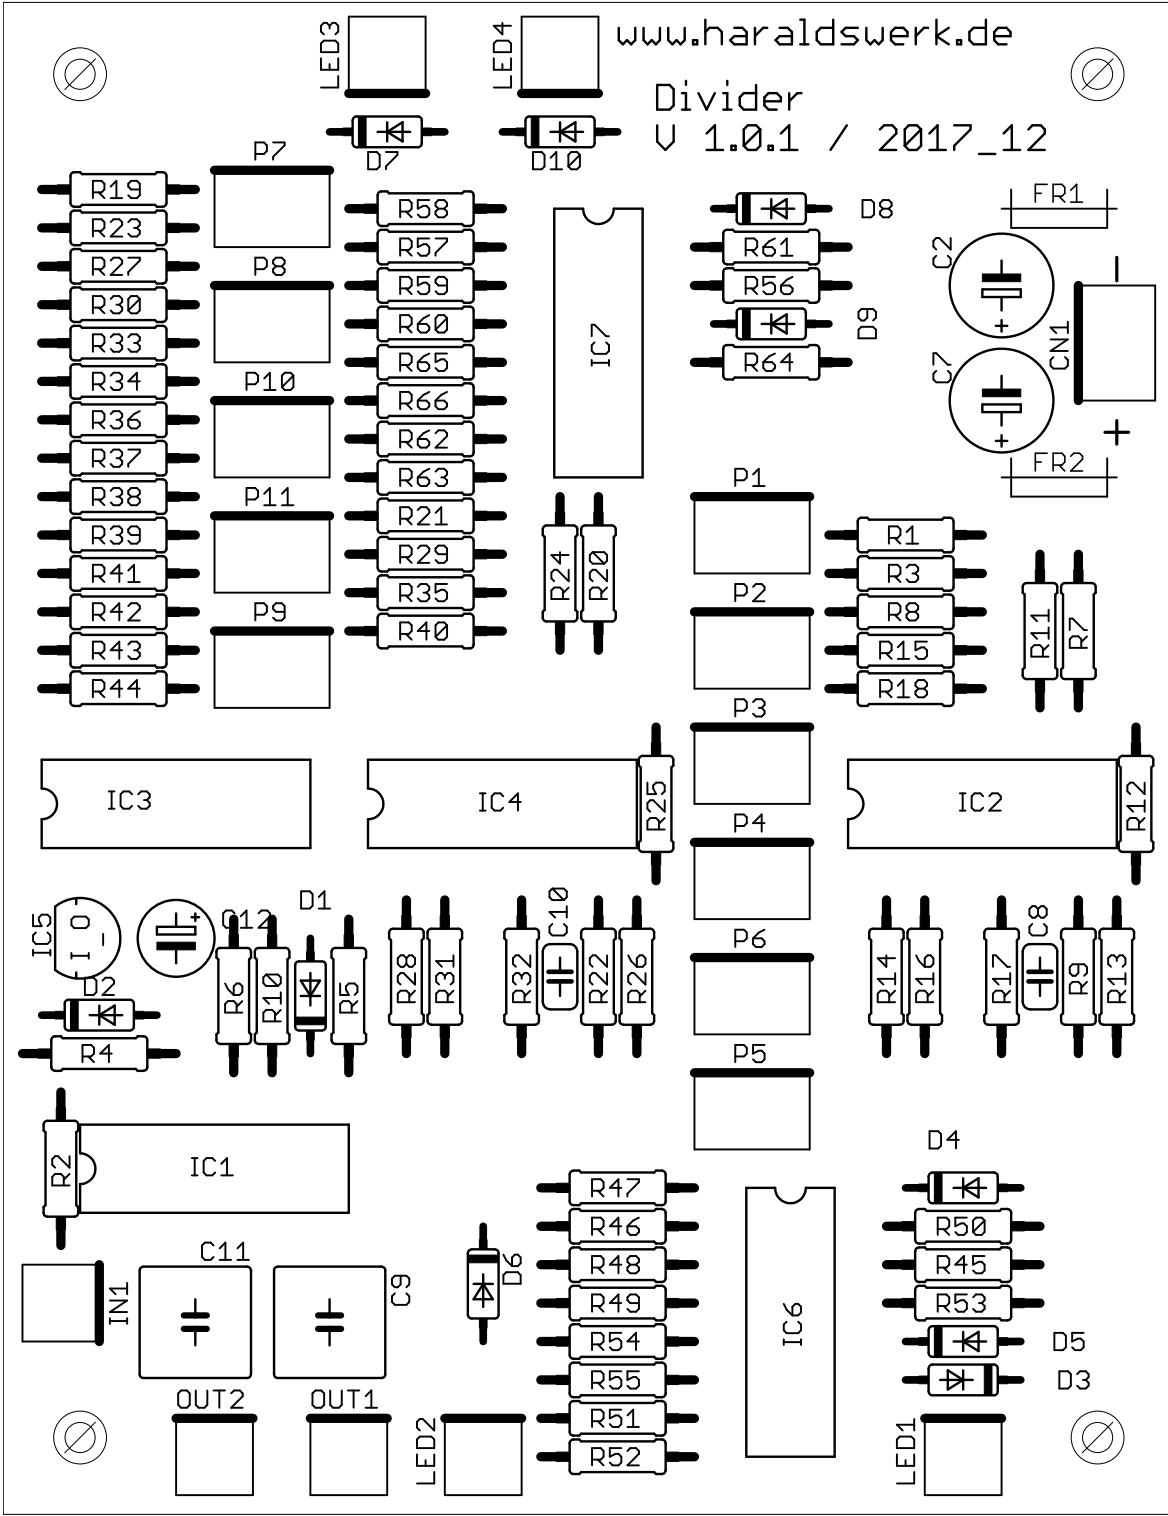 www.haraldswerk.de
LED3
LED4
Divider
V 1.0.1 / 2017_12
D7
D10
P7
R19
R58
D8
FR1
R23
R57
R61
C2
-
R27
P8
R59
R56
R30
R60
D9
CN1
R33
IC7
R65
R64
C7
R34
P10
R66
R36
R62
+
R37
R63
FR2
P1
R38
P11
R21
R39
R29
R24
R20
R1
R41
R35
R3
P2
R42
P9
R40
R8
R11
R7
R43
R15
R44
R18
P3
IC3
IC4
R25
IC2
R12
P4
IC5
I
O
C12
D1
C10
C8
P6
D2
R6
R10
R5
R28
R31
R32
R22
R26
R14
R16
R17
R9
R13
R4
P5
R2
IC1
D4
R47
R46
R50
C11
D6
R48
R45
IN1
C9
R49
R53
R54
IC6
D5
R55
D3
OUT2
OUT1
LED2
R51
LED1
R52